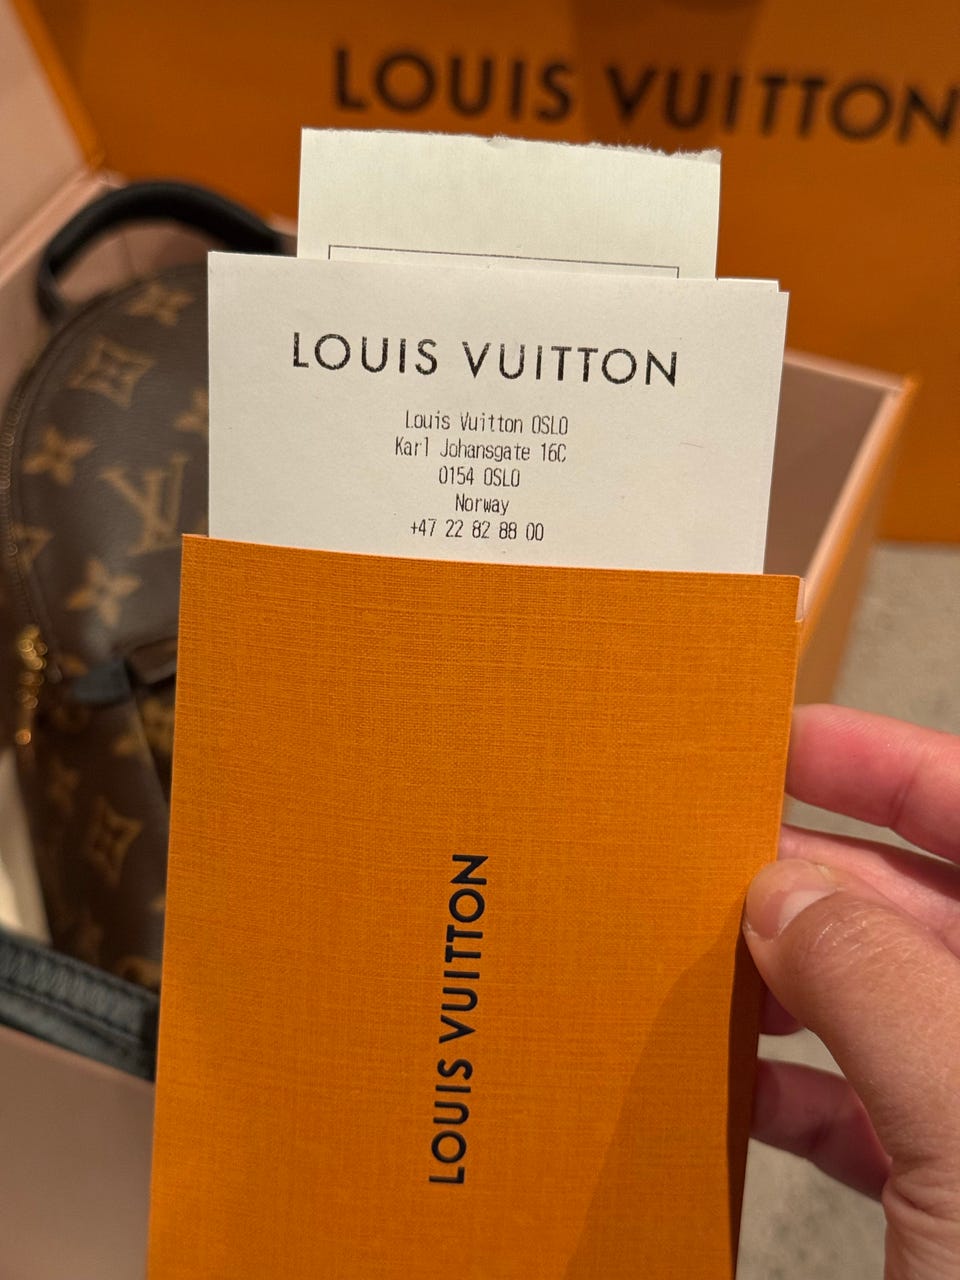 LOUIS VUITTON
LOUIS VUITTON
Louis Vuitton OSLO
Karl Johansgate 16C
0154 OSLO
Norway
+47 22 82 88 00
LOUIS VUITTON
LV